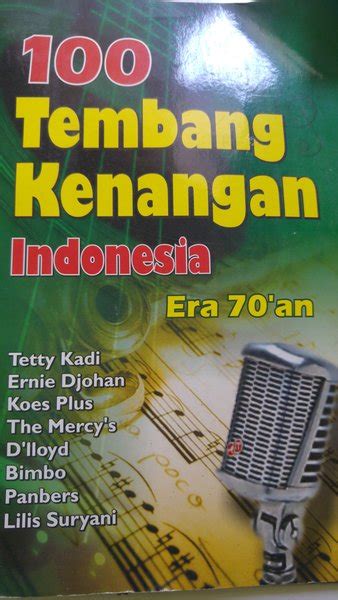 100
Tembang
Kenangan
Indonesia
Era 70'an
Tetty Kadi
Ernie Djohan
Koes Plus
The Mercy's
D'lloyd
Bimbo
Panbers
Lilis Suryani
poco